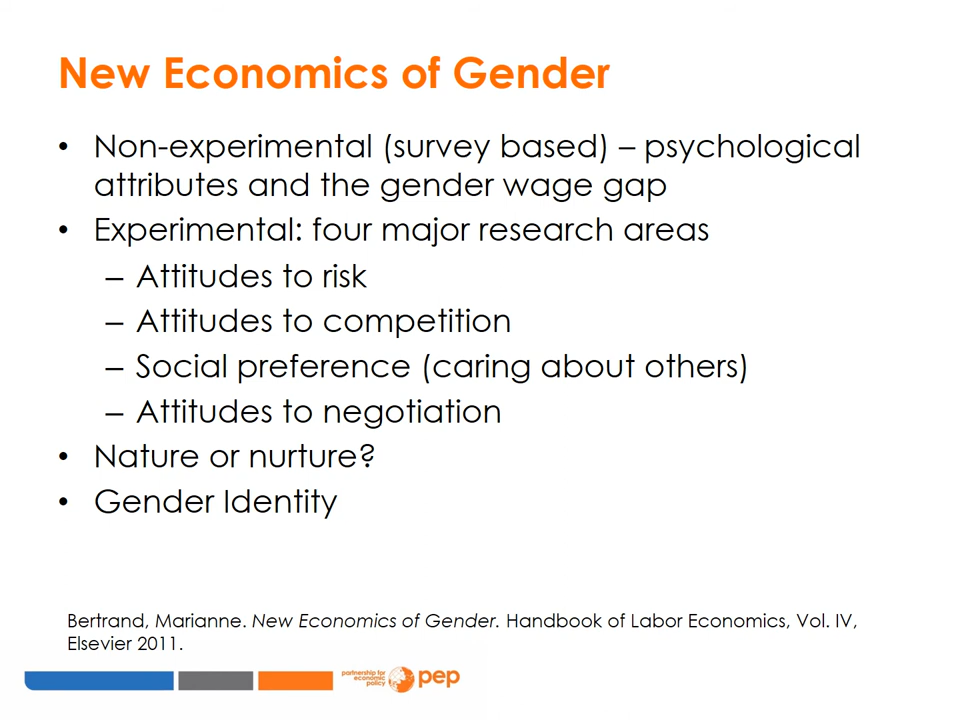 New Economics of Gender
• Non-experimental (survey based) – psychological
attributes and the gender wage gap
• Experimental: four major research areas
– Attitudes to risk
– Attitudes to competition
– Social preference (caring about others)
– Attitudes to negotiation
• Nature or nurture?
• Gender Identity
Bertrand, Marianne. New Economics of Gender. Handbook of Labor Economics, Vol. IV,
Elsevier 2011.
partnership for
economic
policy
pep